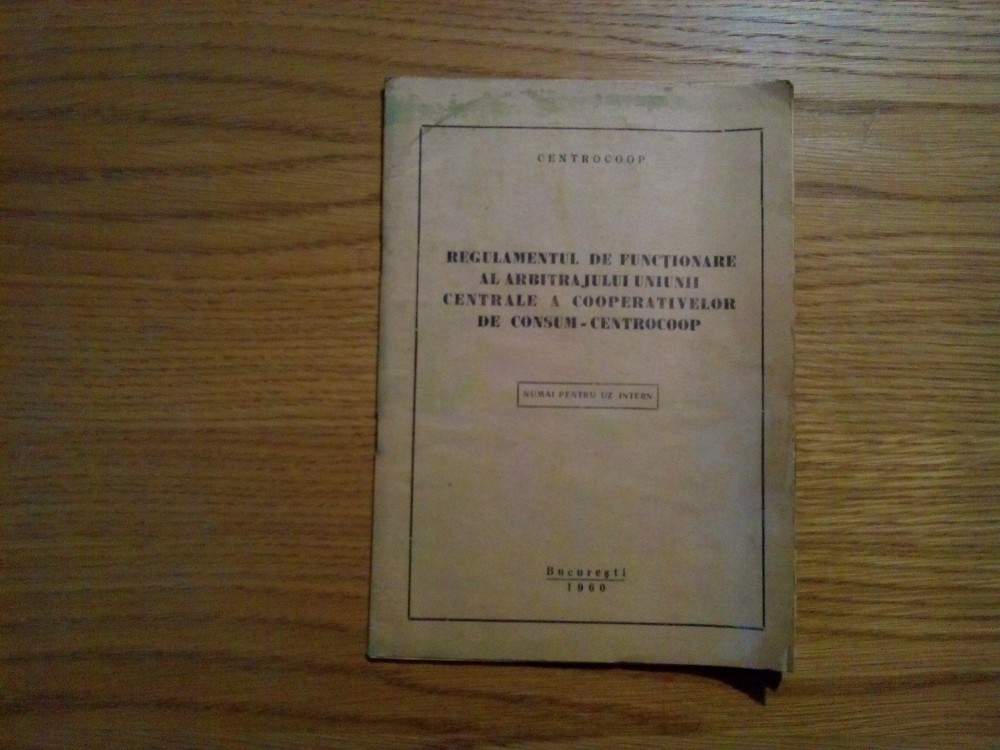 CENTROCOOP
REGULAMENTUL DE FUNCȚIONARE
AL ARBITRAJULUI UNIUNII
CENTRALE A COOPERATIVELOR
DE CONSUM - CENTROCOOP
NUMAI PENTRU UZ INTERN
București
1960